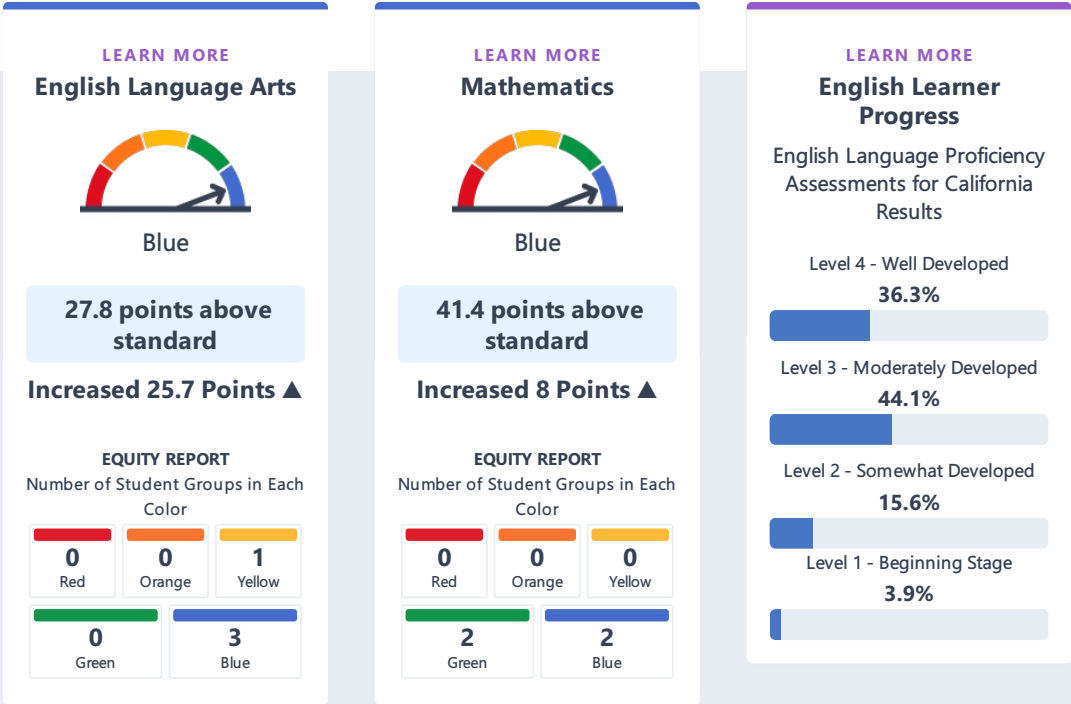 LEARN MORE
English Language Arts
Blue
27.8 points above
standard
Increased 25.7 Points ▲
EQUITY REPORT
Number of Student Groups in Each
Color
0
Red
0
Orange
1
Yellow
0
Green
3
Blue
LEARN MORE
Mathematics
Blue
41.4 points above
standard
Increased 8 Points ▲
EQUITY REPORT
Number of Student Groups in Each
Color
0
Red
0
Orange
0
Yellow
2
Green
2
Blue
LEARN MORE
English Learner
Progress
English Language Proficiency
Assessments for California
Results
Level 4 - Well Developed
36.3%
Level 3 - Moderately Developed
44.1%
Level 2 - Somewhat Developed
15.6%
Level 1 - Beginning Stage
3.9%